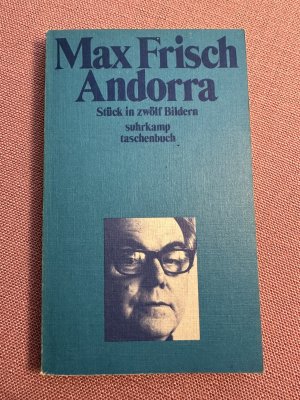 Max Frisch
Andorra
Stück in zwölf Bildern
suhrkamp
taschenbuch